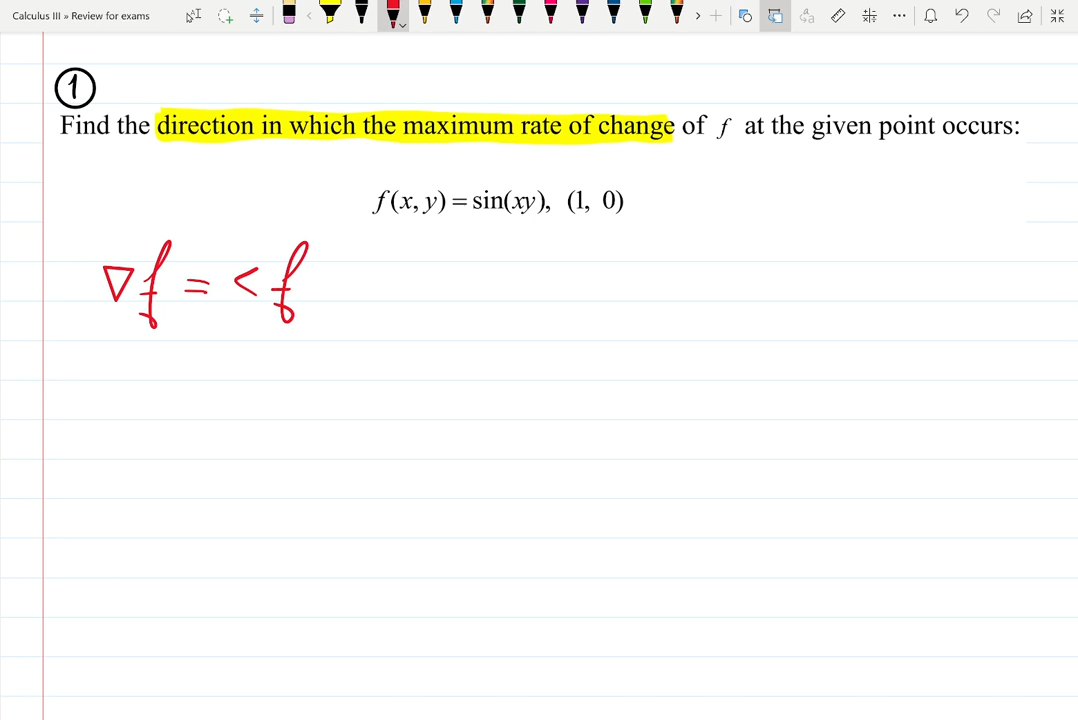 Calculus III » Review for exams
1
Find the direction in which the maximum rate of change of f at the given point occurs:
f(x, y) = sin(xy), (1, 0)
∇f = < f